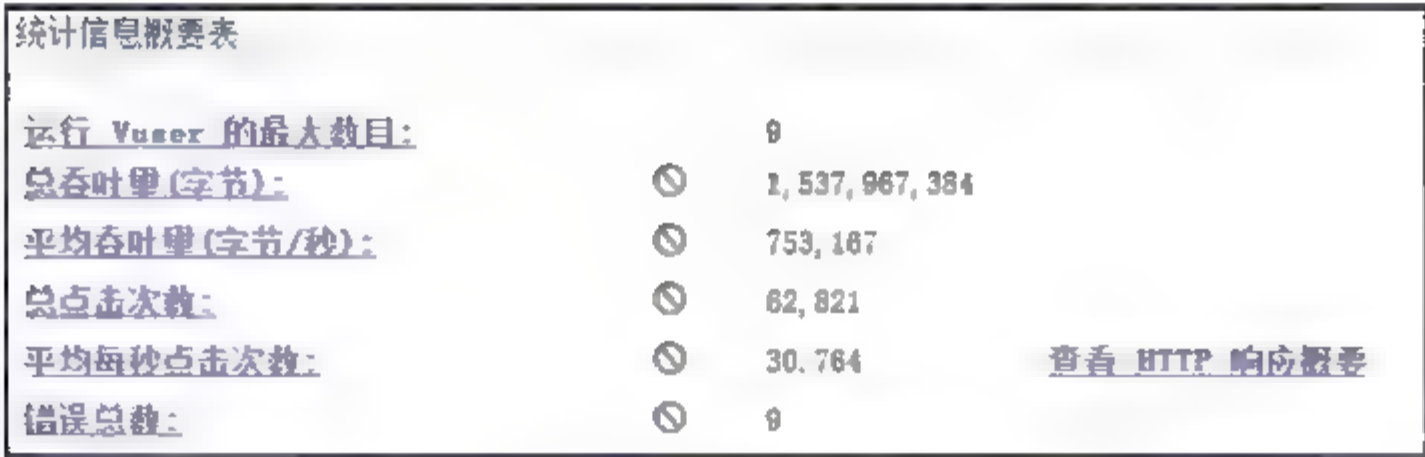 统计信息概要表
运行 Vuser 的最大数目: 9
总吞吐量(字节): 1,537,967,384
平均吞吐量(字节/秒): 753,167
总点击次数: 62,821
平均每秒点击次数: 30.764 查看 HTTP 响应概要
错误总数: 9